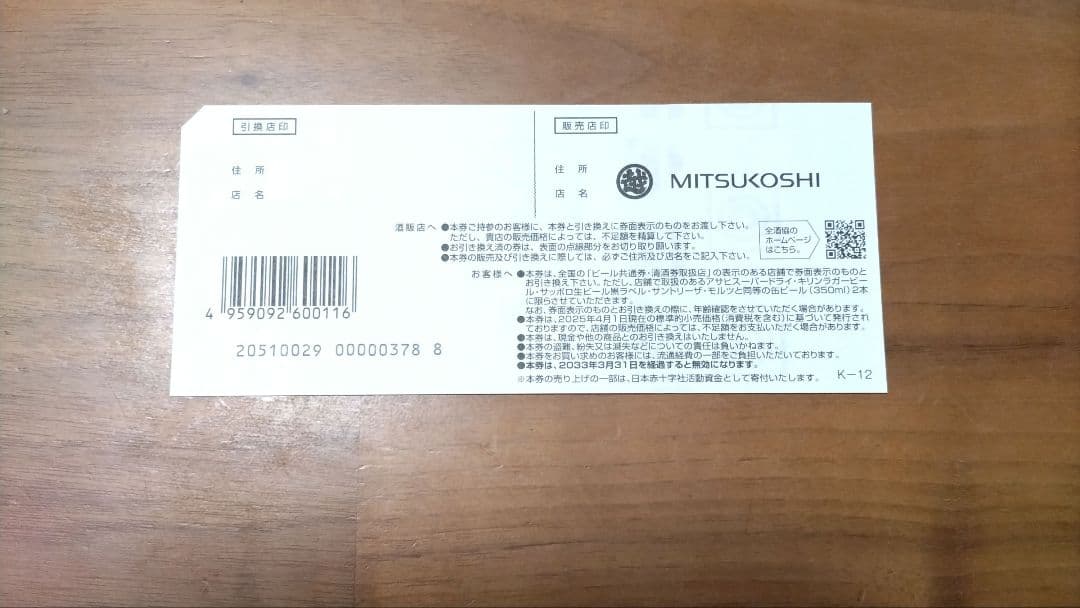 引換店印
住所
店名
販売店印
住所
店名
越 MITSUKOSHI
酒販店へ ●本券ご持参のお客様に、本券と引き換えに券面表示のものをお渡し下さい。
ただし、貴店の販売価格によっては、不足額を精算して下さい。
●お引き換え済の券は、表面の点線部分をお切り取り願います。
●本券の販売及び引き換えに際しては、必ずご住所及び店名をご記入下さい。
全酒協の
ホームページ
はこちら。
お客様へ ●本券は、全国の「ビール共通券・清酒券取扱店」の表示のある店舗で券面表示のものと
お引き換え下さい。ただし、店舗で取扱のあるアサヒスーパードライ・キリンラガービー
ル・サッポロ生ビール黒ラベル・サントリーザ・モルツと同等の缶ビール(350ml)2本
に限らさせていただきます。
なお、券面表示のものとお引き換えの際に、年齢確認をさせていただく場合があります。
●本券は、2025年4月1日現在の標準的小売価格(消費税を含む)に基づいて発行され
ておりますので、店舗の販売価格によっては、不足額をお支払いただく場合があります。
●本券は、現金や他の商品とのお引き換えはいたしません。
●本券の盗難、紛失又は滅失などについての責任は負いかねます。
●本券をお買い求めのお客様には、流通経費の一部をご負担いただいております。
●本券は、2033年3月31日を経過すると無効になります。
※本券の売り上げの一部は、日本赤十字社活動資金として寄付いたします。 K-12
4 959092 600116
20510029 00000378 8